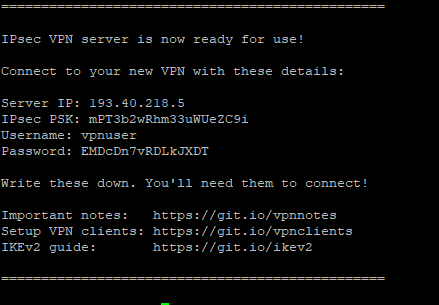 ================================================
IPsec VPN server is now ready for use!
Connect to your new VPN with these details:
Server IP: 193.40.218.5
IPsec PSK: mPT3b2wRhm33uWUeZC9i
Username: vpnuser
Password: EMDcDn7vRDLkJXDT
Write these down. You'll need them to connect!
Important notes:   https://git.io/vpnnotes
Setup VPN clients: https://git.io/vpnclients
IKEv2 guide:       https://git.io/ikev2
================================================